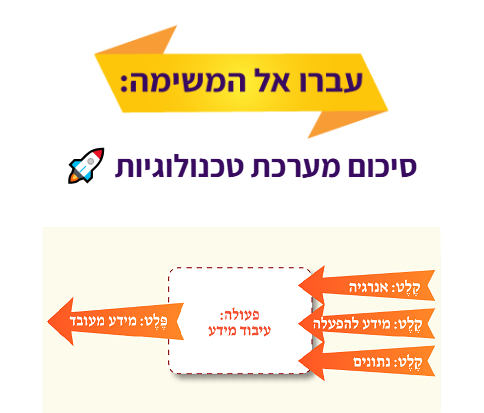 עברו אל המשימה:
סיכום מערכת טכנולוגיות
קֶלֶט: אנרגיה
קֶלֶט: מידע להפעלה
קֶלֶט: נתונים
פעולה:
עיבוד מידע
פֶּלֶט: מידע מעובד